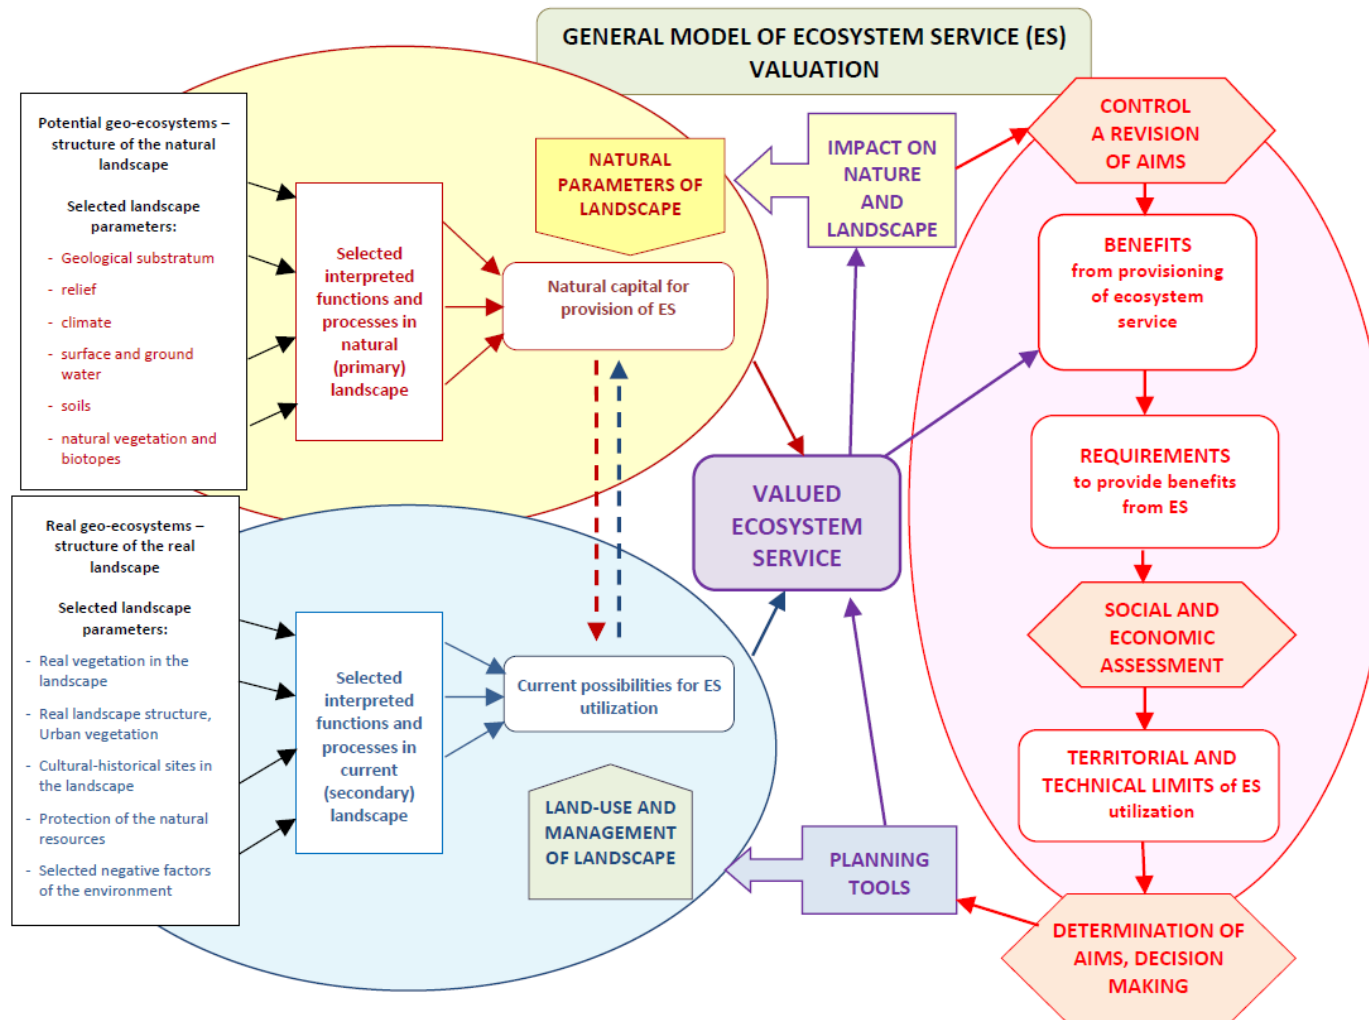 GENERAL MODEL OF ECOSYSTEM SERVICE (ES)
VALUATION
Potential geo-ecosystems –
structure of the natural
landscape
Selected landscape
parameters:
- Geological substratum
- relief
- climate
- surface and ground
water
- soils
- natural vegetation and
biotopes
Selected
interpreted
functions and
processes in
natural
(primary)
landscape
NATURAL
PARAMETERS OF
LANDSCAPE
Natural capital for
provision of ES
IMPACT ON
NATURE
AND
LANDSCAPE
CONTROL
A REVISION
OF AIMS
BENEFITS
from provisioning
of ecosystem
service
REQUIREMENTS
to provide benefits
from ES
SOCIAL AND
ECONOMIC
ASSESSMENT
TERRITORIAL AND
TECHNICAL LIMITS of ES
utilization
DETERMINATION OF
AIMS, DECISION
MAKING
VALUED
ECOSYSTEM
SERVICE
Real geo-ecosystems –
structure of the real
landscape
Selected landscape
parameters:
- Real vegetation in the
landscape
- Real landscape structure,
Urban vegetation
- Cultural-historical sites in
the landscape
- Protection of the natural
resources
- Selected negative factors
of the environment
Selected
interpreted
functions and
processes in
current
(secondary)
landscape
Current possibilities for ES
utilization
LAND-USE AND
MANAGEMENT
OF LANDSCAPE
PLANNING
TOOLS